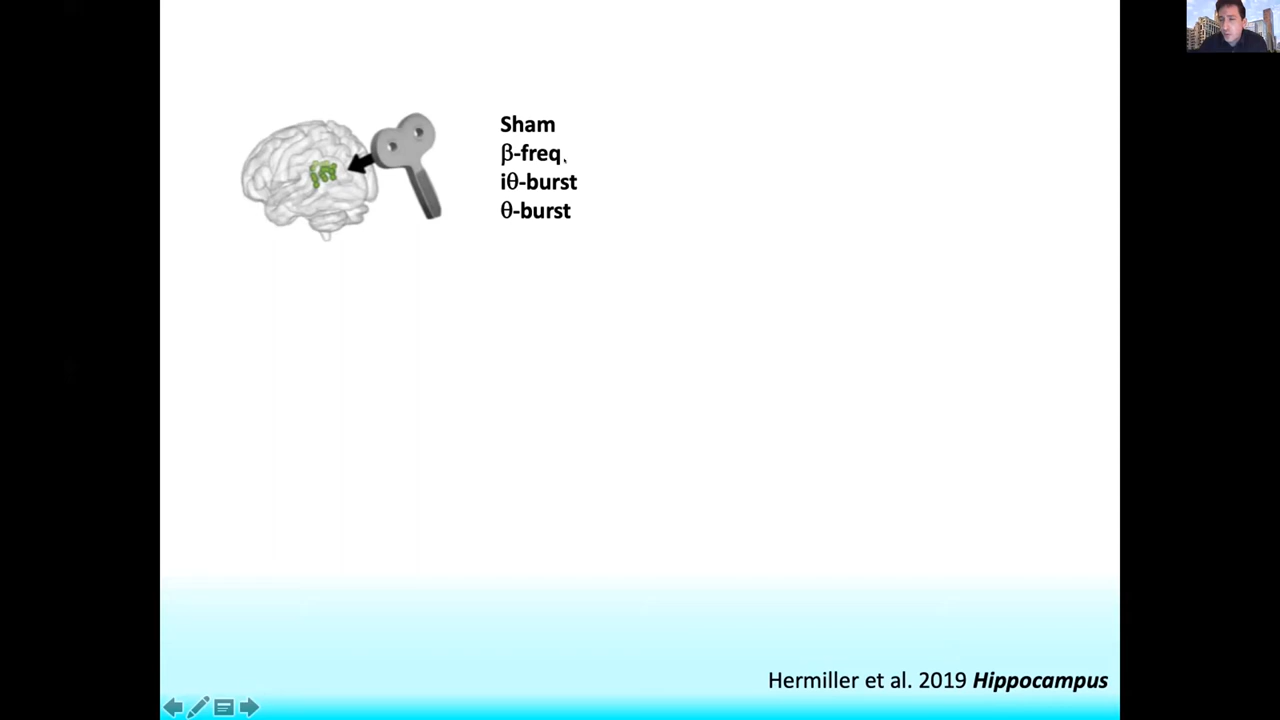 Sham
β-freq.
iθ-burst
θ-burst
Hermiller et al. 2019 Hippocampus